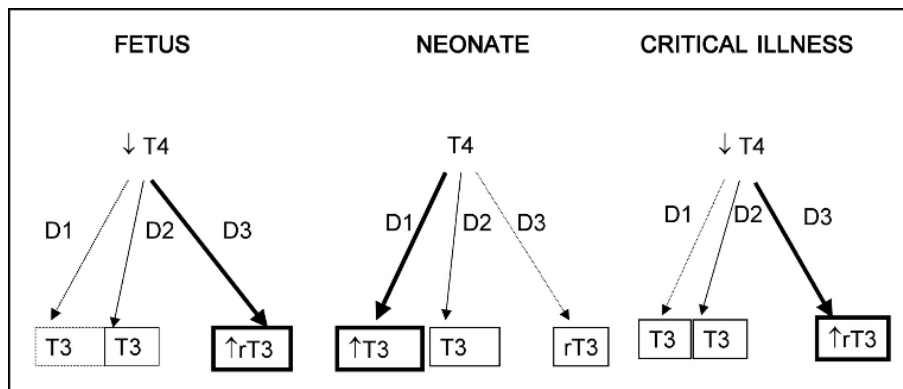 FETUS NEONATE CRITICAL ILLNESS
↓ T4 T4 ↓ T4
D1 D2 D3 D1 D2 D3 D1 D2 D3
T3 T3 ↑rT3 ↑T3 T3 rT3 T3 T3 ↑rT3